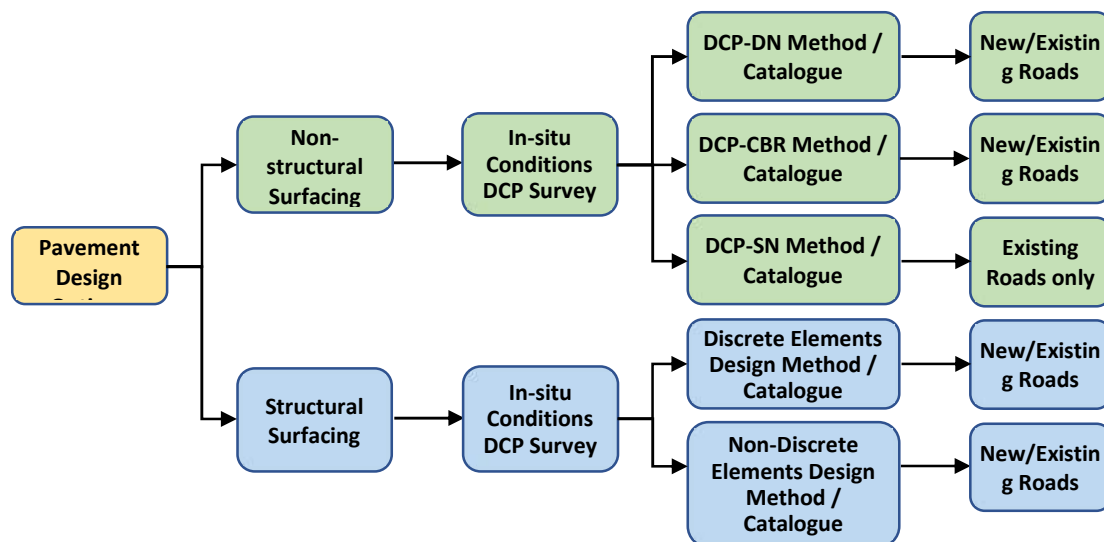 Pavement
Design
Non-
structural
Surfacing
In-situ
Conditions
DCP Survey
DCP-DN Method /
Catalogue
New/Existin
g Roads
DCP-CBR Method /
Catalogue
New/Existin
g Roads
DCP-SN Method /
Catalogue
Existing
Roads only
Structural
Surfacing
In-situ
Conditions
DCP Survey
Discrete Elements
Design Method /
Catalogue
New/Existin
g Roads
Non-Discrete
Elements Design
Method /
Catalogue
New/Existin
g Roads